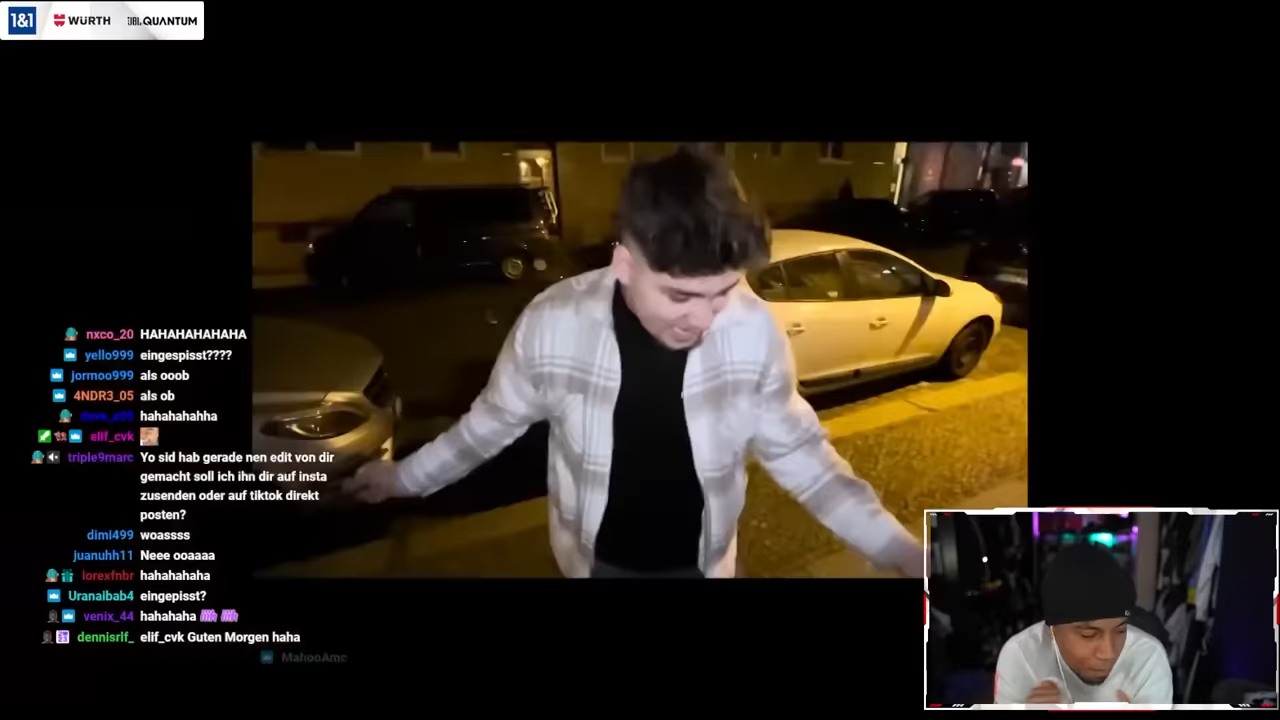 1&1 WÜRTH JBL QUANTUM
nxco_20 HAHAHAHAHAHA
yello999 eingespisst????
jormoo999 als ooob
4NDR3_05 als ob
dave_z05 hahahahahha
elif_cvk
triple9marc Yo sid hab gerade nen edit von dir
gemacht soll ich ihn dir auf insta
zusenden oder auf tiktok direkt
posten?
dimi499 woassss
juanuhh11 Neee ooaaaa
lorexfnbr hahahahaha
Uranaibab4 eingepisst?
venix_44 hahahaha
dennisrlf_ elif_cvk Guten Morgen haha
MahooAmc